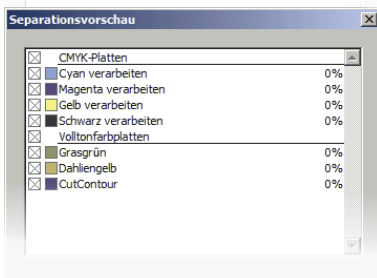 Separationsvorschau
CMYK-Platten
Cyan verarbeiten 0%
Magenta verarbeiten 0%
Gelb verarbeiten 0%
Schwarz verarbeiten 0%
Volltonfarbplatten
Grasgrün 0%
Dahliengelb 0%
CutContour 0%